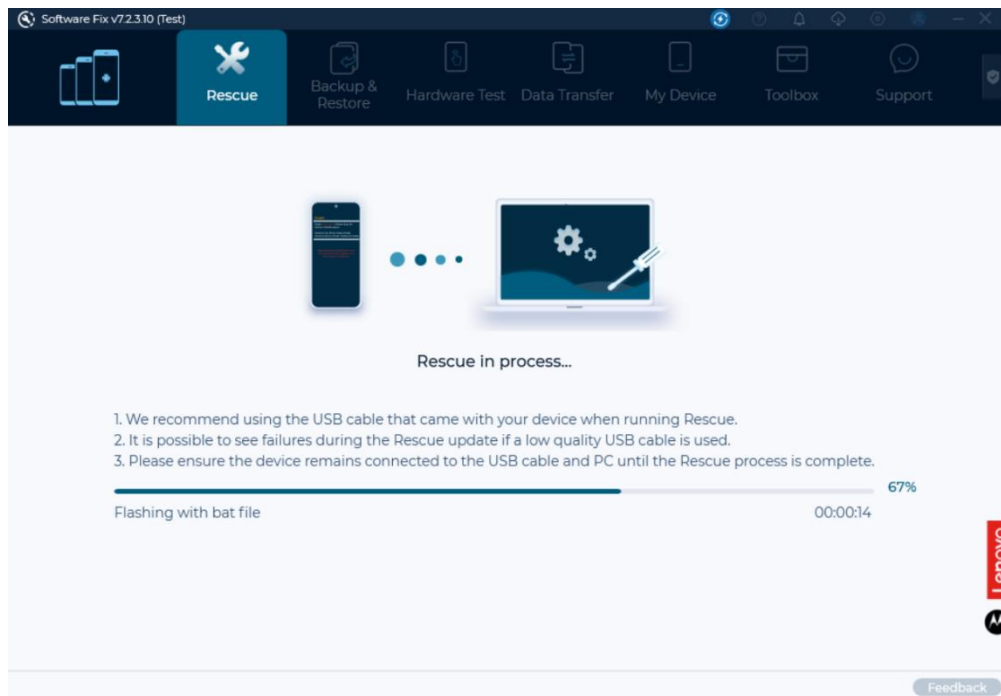 Software Fix v7.2.3.10 (Test)
Rescue
Backup &
Restore
Hardware Test
Data Transfer
My Device
Toolbox
Support
Rescue in process...
1. We recommend using the USB cable that came with your device when running Rescue.
2. It is possible to see failures during the Rescue update if a low quality USB cable is used.
3. Please ensure the device remains connected to the USB cable and PC until the Rescue process is complete.
67%
Flashing with bat file
00:00:14
Lenovo
Feedback